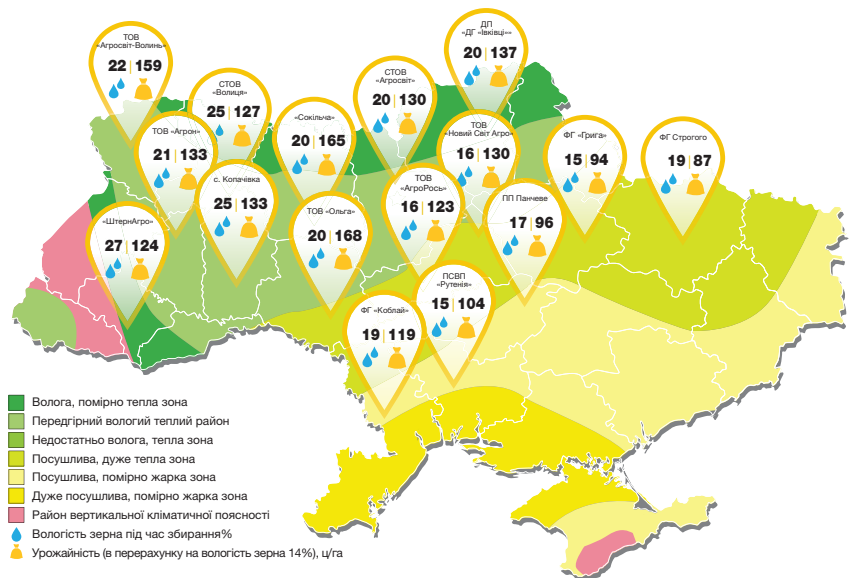 ТОВ
«Агросвіт-Волинь»
22 | 159
СТОВ
«Волиця»
25 | 127
«Сокільча»
20 | 165
СТОВ
«Агросвіт»
20 | 130
ДП
«ДГ «Івківці»»
20 | 137
ТОВ «Агрон»
21 | 133
с. Копачівка
25 | 133
ТОВ
«Новий Світ Агро»
16 | 130
ФГ «Грига»
15 | 94
ФГ Строгого
19 | 87
«ШтернАгро»
27 | 124
ТОВ «Ольга»
20 | 168
ТОВ
«АгроРось»
16 | 123
ПП Панчеве
17 | 96
ФГ «Коблай»
19 | 119
ПСВП
«Рутенія»
15 | 104
Волога, помірно тепла зона
Передгірний вологий теплий район
Недостатньо волога, тепла зона
Посушлива, дуже тепла зона
Посушлива, помірно жарка зона
Дуже посушлива, помірно жарка зона
Район вертикальної кліматичної поясності
Вологість зерна під час збирання%
Урожайність (в перерахунку на вологість зерна 14%), ц/га